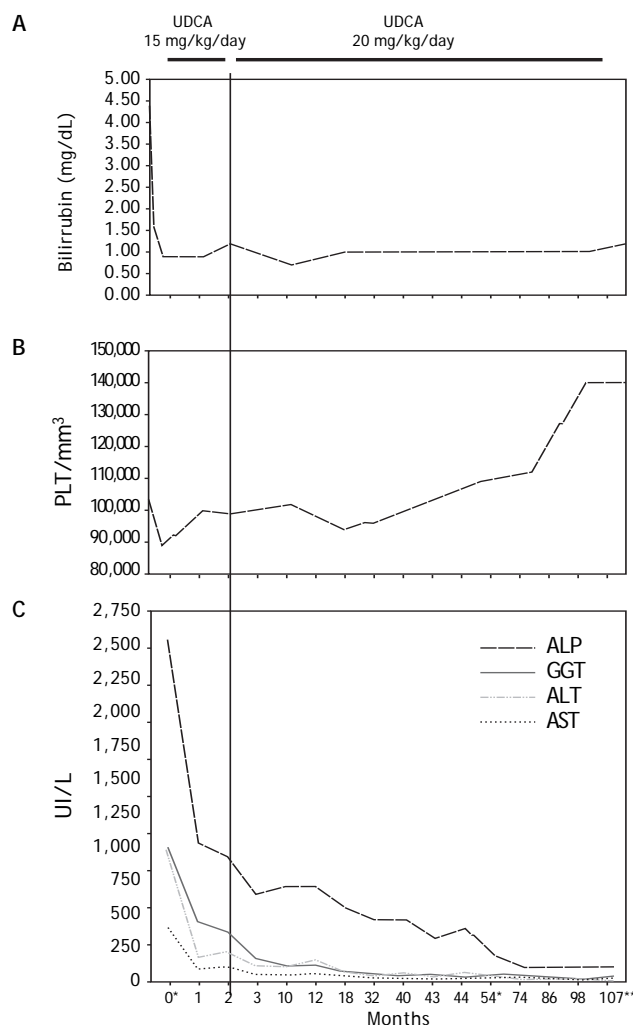 A
UDCA
15 mg/kg/day
UDCA
20 mg/kg/day
Bilirrubin (mg/dL)
5.00
4.50
4.00
3.50
3.00
2.50
2.00
1.50
1.00
0.50
0.00
B
PLT/mm³
150,000
140,000
130,000
120,000
110,000
100,000
90,000
80,000
C
UI/L
2,750
2,500
2,250
2,000
1,750
1,500
1,250
1,000
750
500
250
0
ALP
GGT
ALT
AST
0* 1 2 3 10 12 18 32 40 43 44 54* 74 86 98 107**
Months